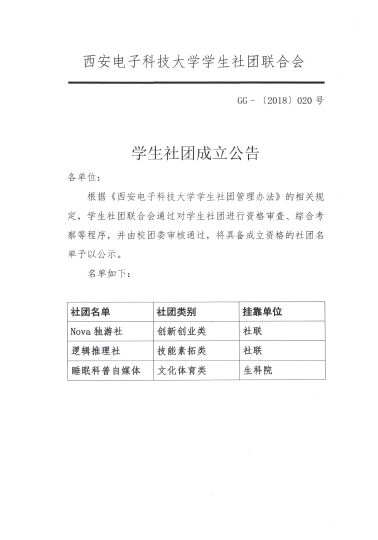 西安电子科技大学学生社团联合会
GG-〔2018〕020号
学生社团成立公告
各单位：
根据《西安电子科技大学学生社团管理办法》的相关规
定，学生社团联合会通过对学生社团进行资格审查、综合考
察等程序，并由校团委审核通过，将具备成立资格的社团名
单予以公示。
名单如下：
社团名单 社团类别 挂靠单位
Nova 独游社 创新创业类 社联
逻辑推理社 技能素拓类 社联
睡眠科普自媒体 文化体育类 生科院